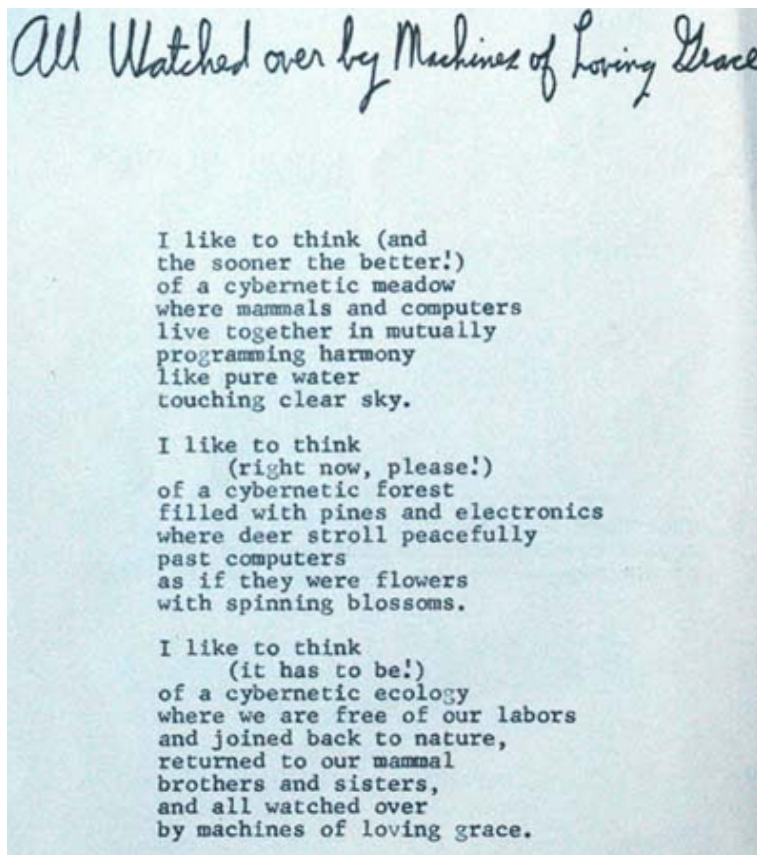 All Watched over by Machines of Loving Grace
I like to think (and
the sooner the better!)
of a cybernetic meadow
where mammals and computers
live together in mutually
programming harmony
like pure water
touching clear sky.
I like to think
(right now, please!)
of a cybernetic forest
filled with pines and electronics
where deer stroll peacefully
past computers
as if they were flowers
with spinning blossoms.
I like to think
(it has to be!)
of a cybernetic ecology
where we are free of our labors
and joined back to nature,
returned to our mammal
brothers and sisters,
and all watched over
by machines of loving grace.